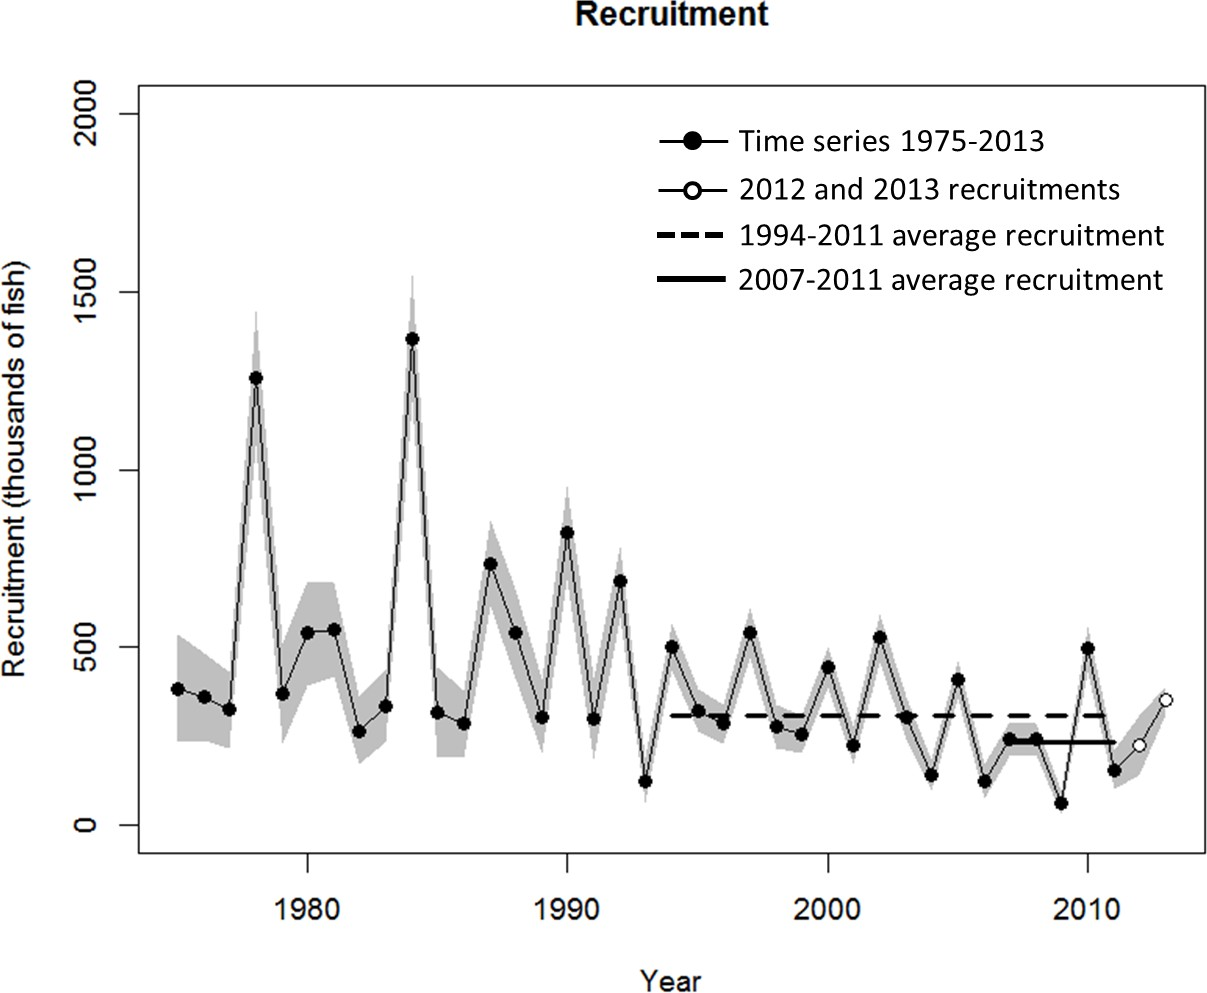 Recruitment
Time series 1975-2013
2012 and 2013 recruitments
1994-2011 average recruitment
2007-2011 average recruitment
Recruitment (thousands of fish)
2000
1500
1000
500
0
1980 1990 2000 2010
Year